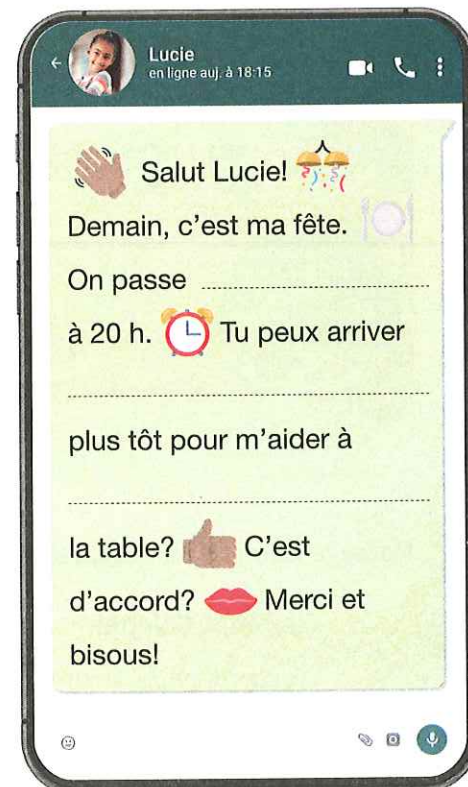 Lucie
en ligne auj. à 18:15
Salut Lucie!
Demain, c'est ma fête.
On passe ........................
à 20 h. Tu peux arriver
........................
plus tôt pour m'aider à
........................
la table? C'est
d'accord? Merci et
bisous!